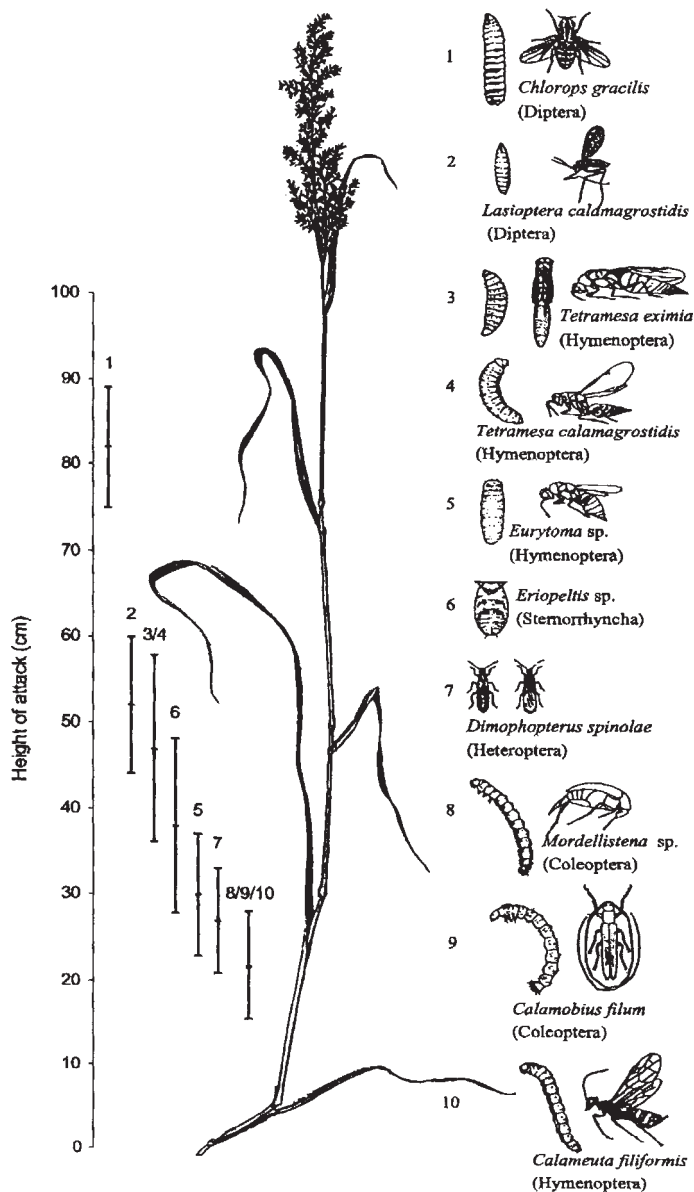 1
Chlorops gracilis
(Diptera)
2
Lasioptera calamagrostidis
(Diptera)
3
Tetramesa eximia
(Hymenoptera)
4
Tetramesa calamagrostidis
(Hymenoptera)
5
Eurytoma sp.
(Hymenoptera)
6
Eriopeltis sp.
(Sternorrhyncha)
7
Dimophopterus spinolae
(Heteroptera)
8
Mordellistena sp.
(Coleoptera)
9
Calamobius filum
(Coleoptera)
10
Calameuta filiformis
(Hymenoptera)
Height of attack (cm)
100
90
80
70
60
50
40
30
20
10
0
1
2
3/4
6
5
7
8/9/10